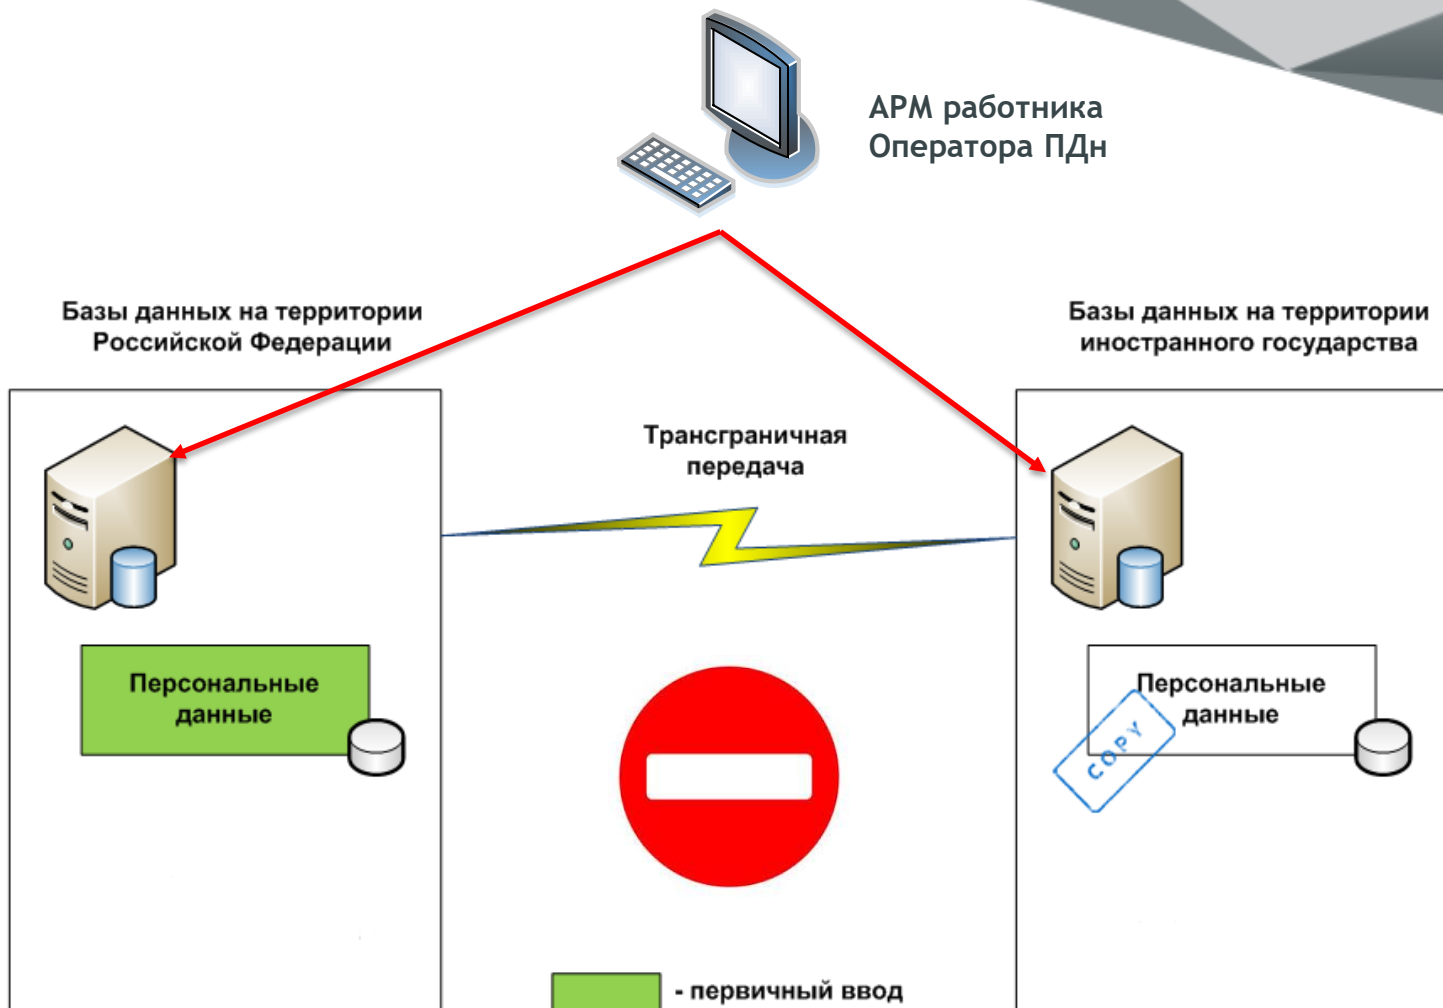 АРМ работника
Оператора ПДн
Базы данных на территории
Российской Федерации
Базы данных на территории
иностранного государства
Трансграничная
передача
Персональные
данные
Персональные
данные
COPY
- первичный ввод